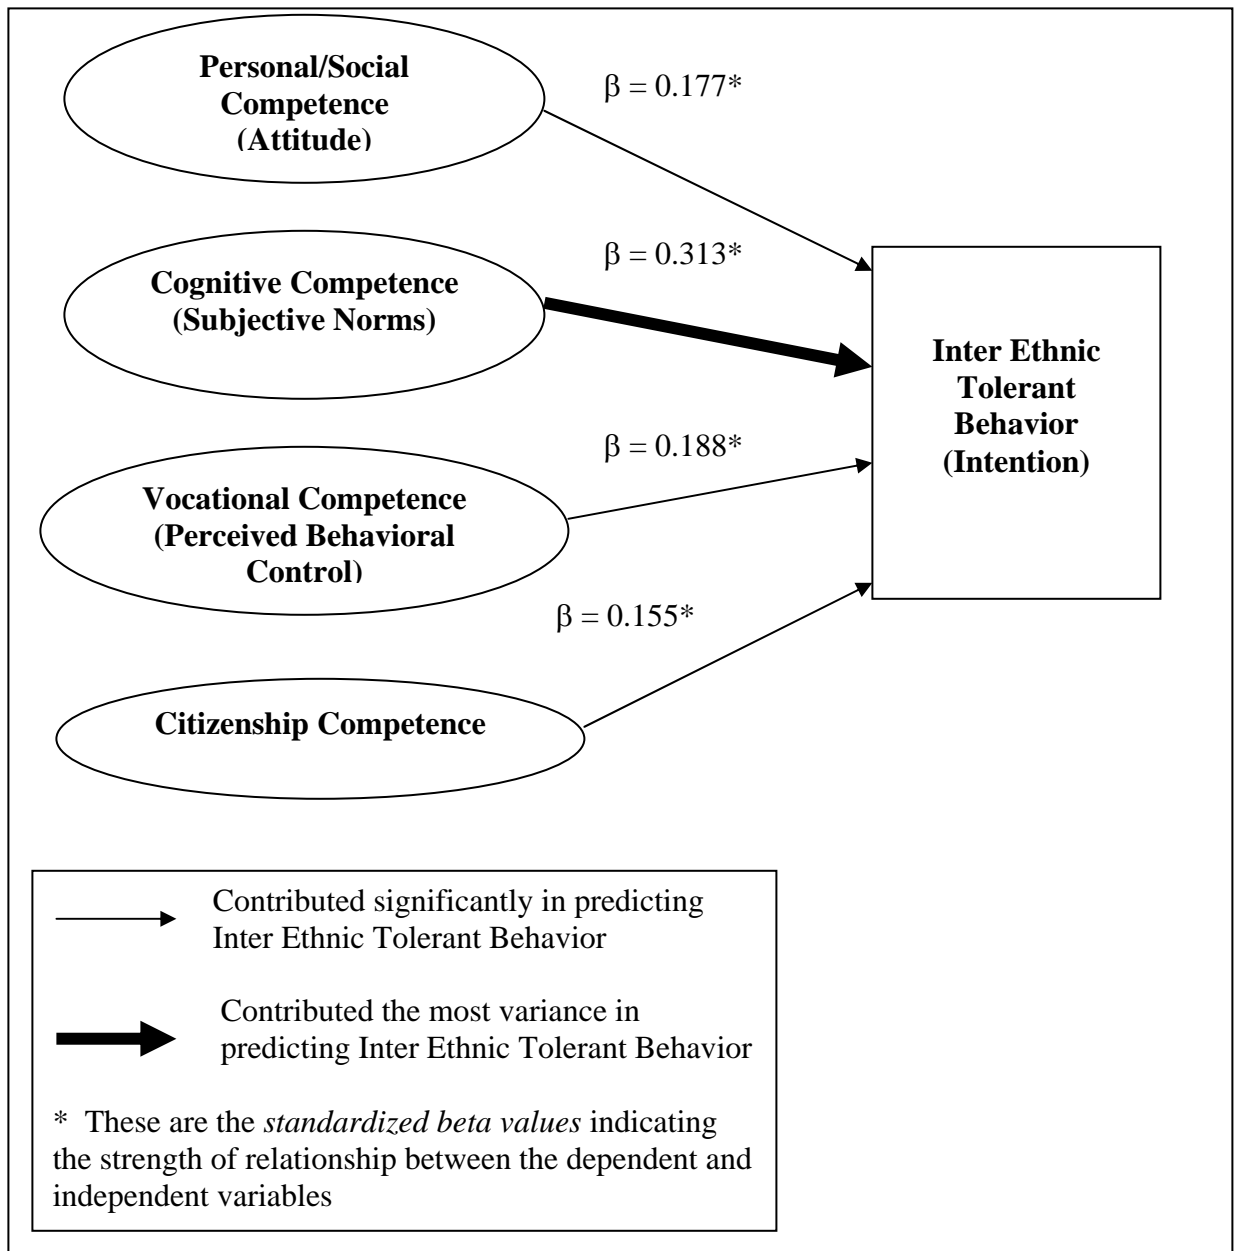 Personal/Social
Competence
(Attitude)
β = 0.177*
Cognitive Competence
(Subjective Norms)
β = 0.313*
Vocational Competence
(Perceived Behavioral
Control)
β = 0.188*
Citizenship Competence
β = 0.155*
Inter Ethnic
Tolerant
Behavior
(Intention)
Contributed significantly in predicting
Inter Ethnic Tolerant Behavior
Contributed the most variance in
predicting Inter Ethnic Tolerant Behavior
* These are the standardized beta values indicating
the strength of relationship between the dependent and
independent variables